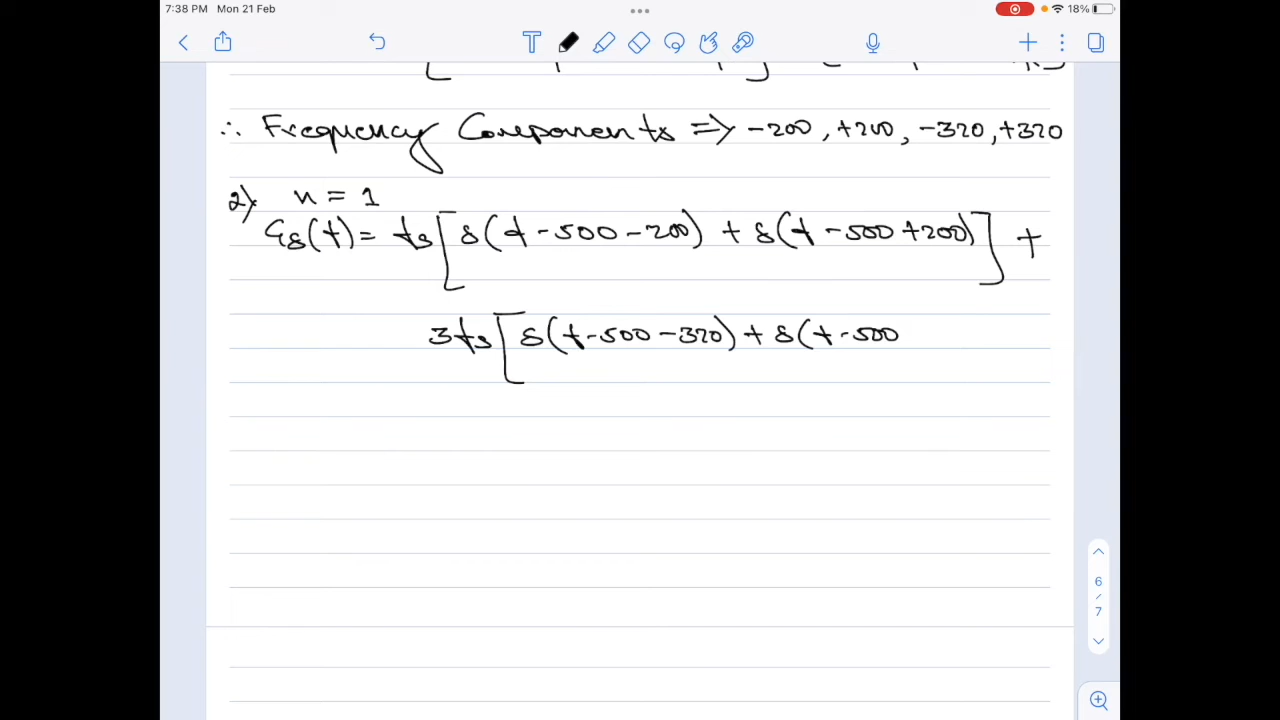 7:38 PM Mon 21 Feb
18%
∴ Frequency Components => -200, +200, -320, +320
2) n = 1
Gδ(f) = fs[δ(f-500-200) + δ(f-500+200)] +
3fs[δ(f-500-320) + δ(f-500
6
7